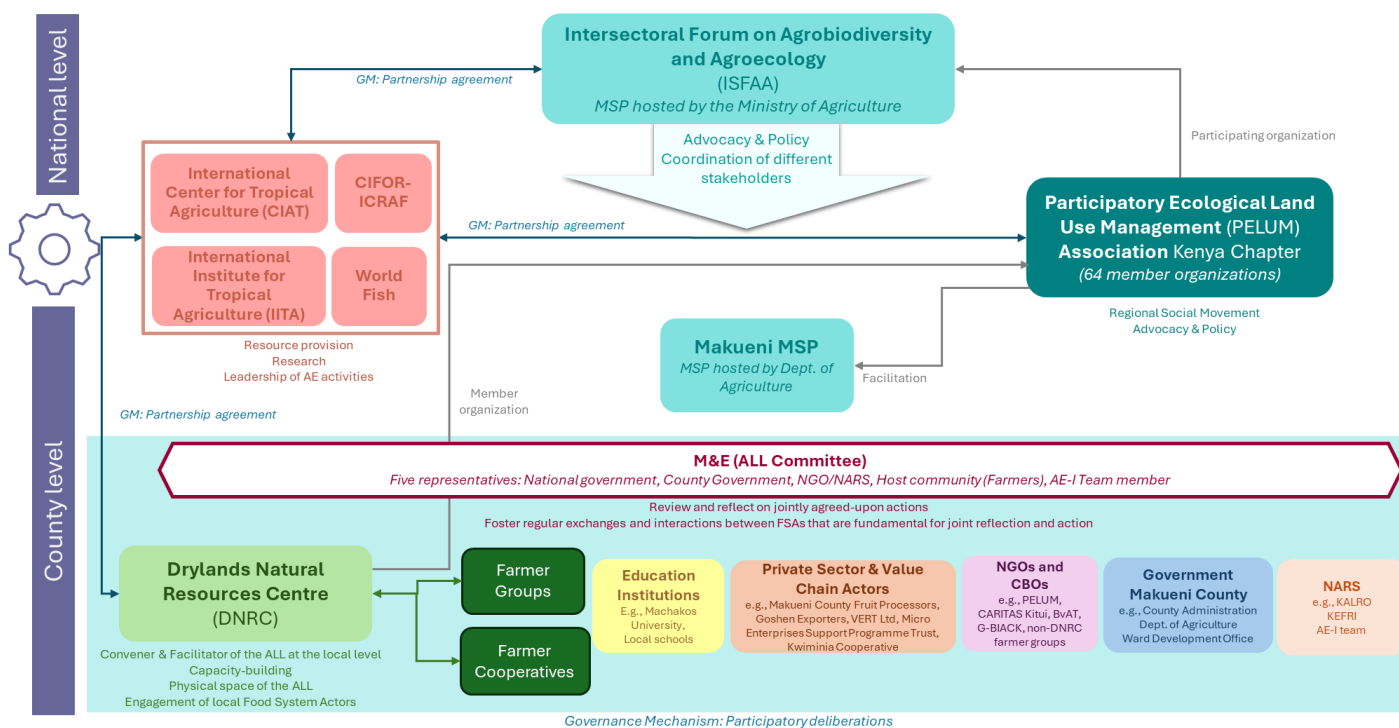 National level
County level
Intersectoral Forum on Agrobiodiversity
and Agroecology
(ISFAA)
MSP hosted by the Ministry of Agriculture
GM: Partnership agreement
Advocacy & Policy
Coordination of different
stakeholders
Participating organization
International
Center for Tropical
Agriculture (CIAT)
CIFOR-
ICRAF
International
Institute for
Tropical
Agriculture (IITA)
World
Fish
Resource provision
Research
Leadership of AE activities
GM: Partnership agreement
Participatory Ecological Land
Use Management (PELUM)
Association Kenya Chapter
(64 member organizations)
Regional Social Movement
Advocacy & Policy
Makueni MSP
MSP hosted by Dept. of
Agriculture
Facilitation
Member
organization
GM: Partnership agreement
M&E (ALL Committee)
Five representatives: National government, County Government, NGO/NARS, Host community (Farmers), AE-I Team member
Review and reflect on jointly agreed-upon actions
Foster regular exchanges and interactions between FSAs that are fundamental for joint reflection and action
Drylands Natural
Resources Centre
(DNRC)
Convener & Facilitator of the ALL at the local level
Capacity-building
Physical space of the ALL
Engagement of local Food System Actors
Farmer
Groups
Farmer
Cooperatives
Education
Institutions
E.g., Machakos
University,
Local schools
Private Sector & Value
Chain Actors
e.g., Makueni County Fruit Processors,
Goshen Exporters, VERT Ltd, Micro
Enterprises Support Programme Trust,
Kwiminia Cooperative
NGOs and
CBOs
e.g., PELUM,
CARITAS Kitui, BvAT,
G-BIACK, non-DNRC
farmer groups
Government
Makueni County
e.g., County Administration
Dept. of Agriculture
Ward Development Office
NARS
e.g., KALRO
KEFRI
AE-I team
Governance Mechanism: Participatory deliberations